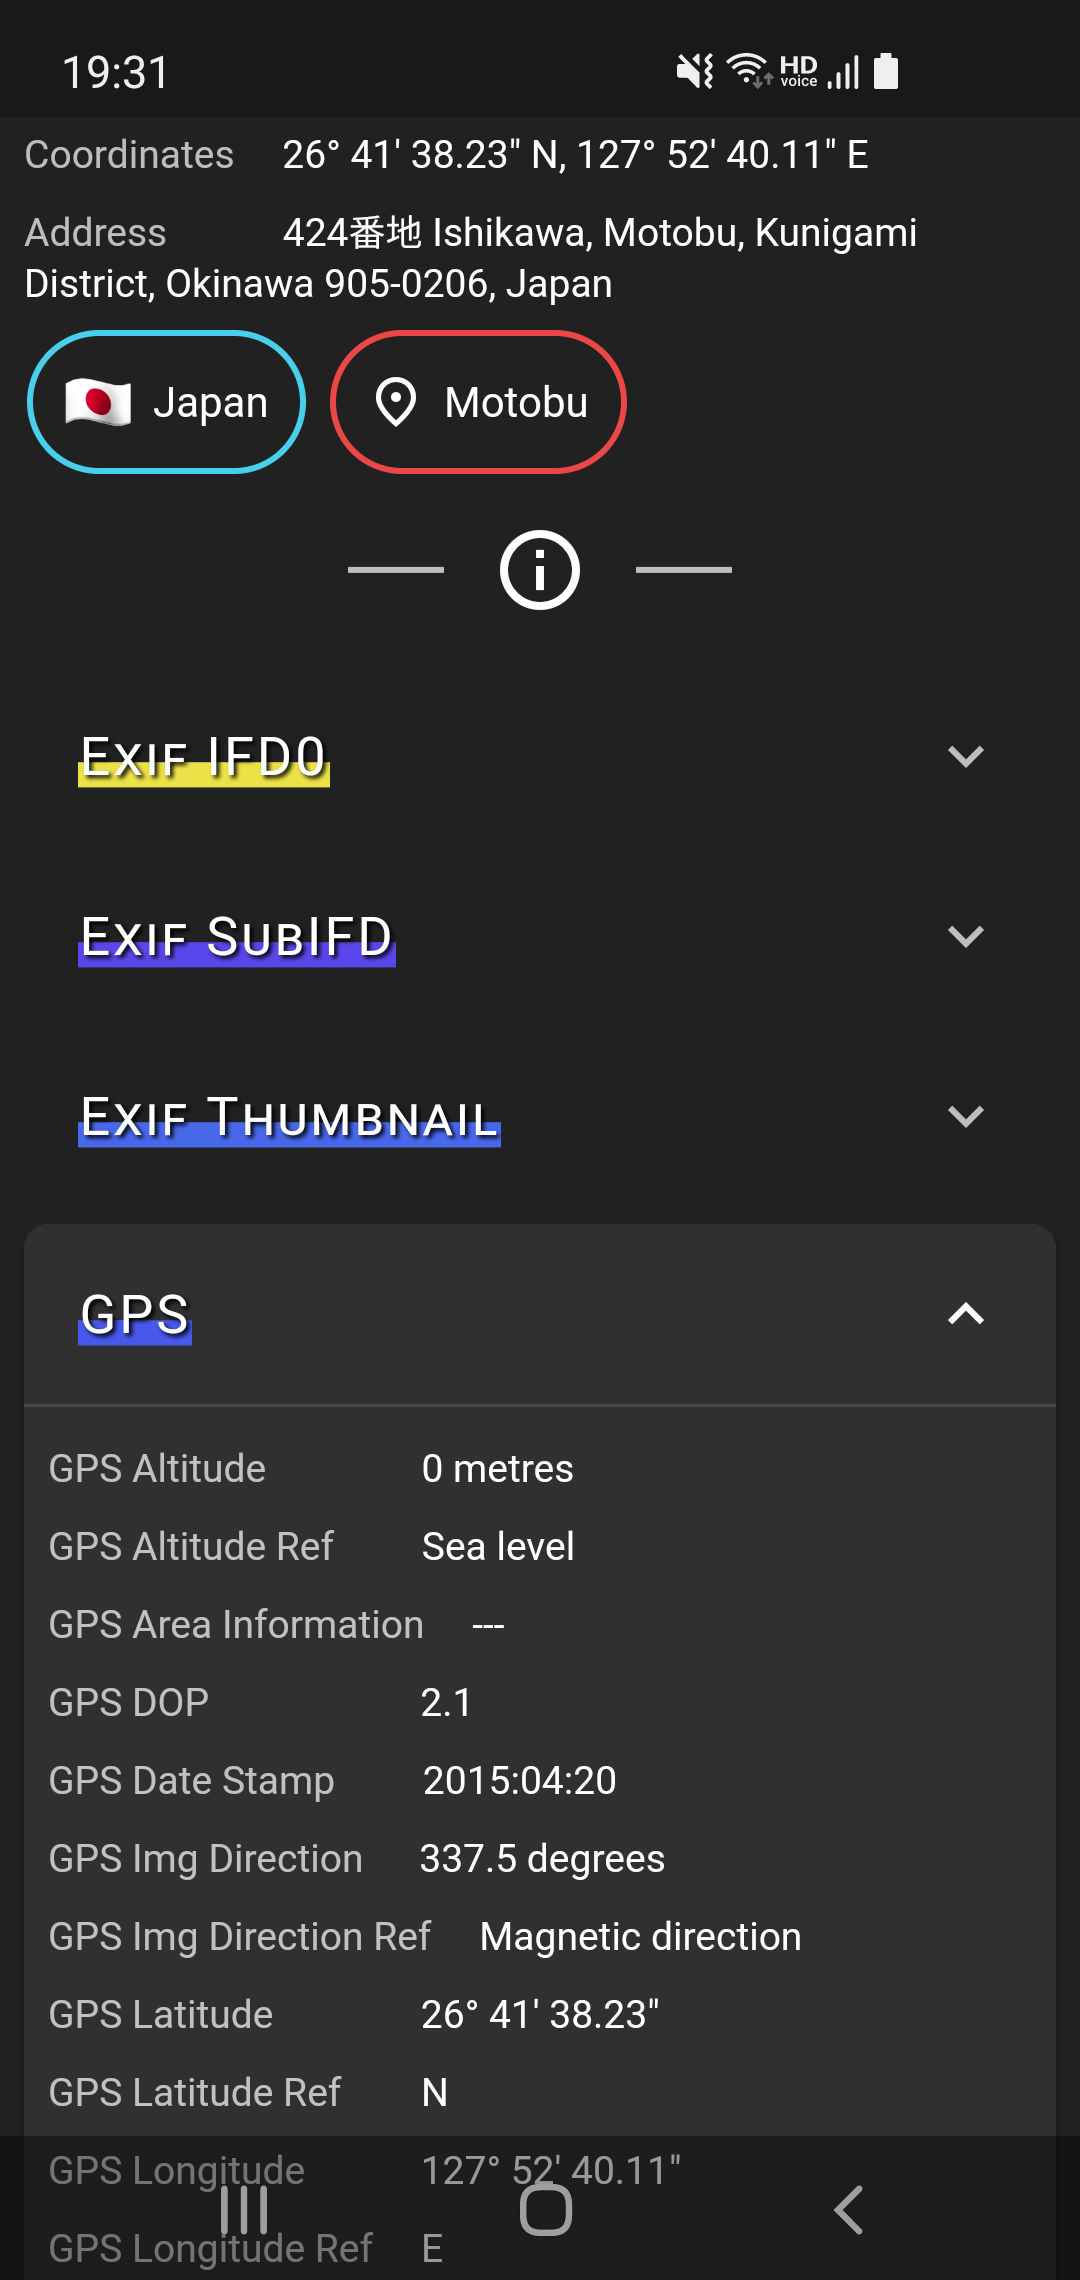 19:31
HD voice
Coordinates 26° 41' 38.23" N, 127° 52' 40.11" E
Address 424番地 Ishikawa, Motobu, Kunigami
District, Okinawa 905-0206, Japan
Japan Motobu
Exif IFD0
Exif SubIFD
Exif Thumbnail
GPS
GPS Altitude 0 metres
GPS Altitude Ref Sea level
GPS Area Information ---
GPS DOP 2.1
GPS Date Stamp 2015:04:20
GPS Img Direction 337.5 degrees
GPS Img Direction Ref Magnetic direction
GPS Latitude 26° 41' 38.23"
GPS Latitude Ref N
GPS Longitude 127° 52' 40.11"
GPS Longitude Ref E